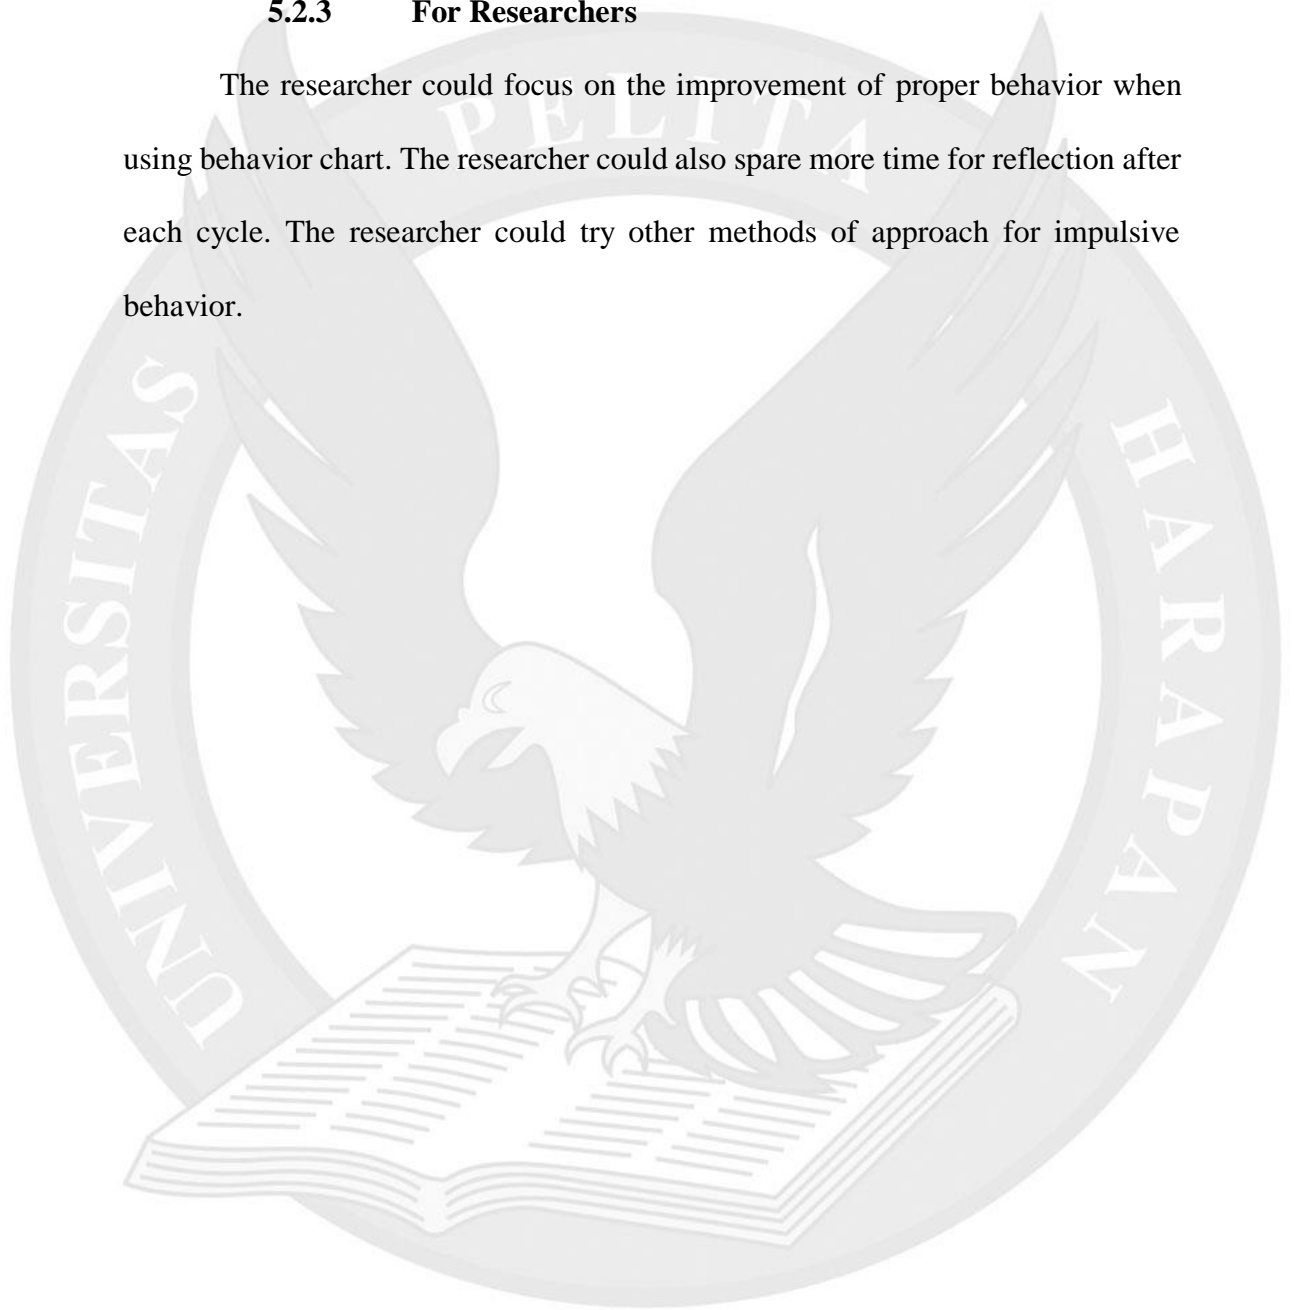 5.2.3 For Researchers
The researcher could focus on the improvement of proper behavior when
using behavior chart. The researcher could also spare more time for reflection after
each cycle. The researcher could try other methods of approach for impulsive
behavior.
UNIVERSITAS PELITA HARAPAN